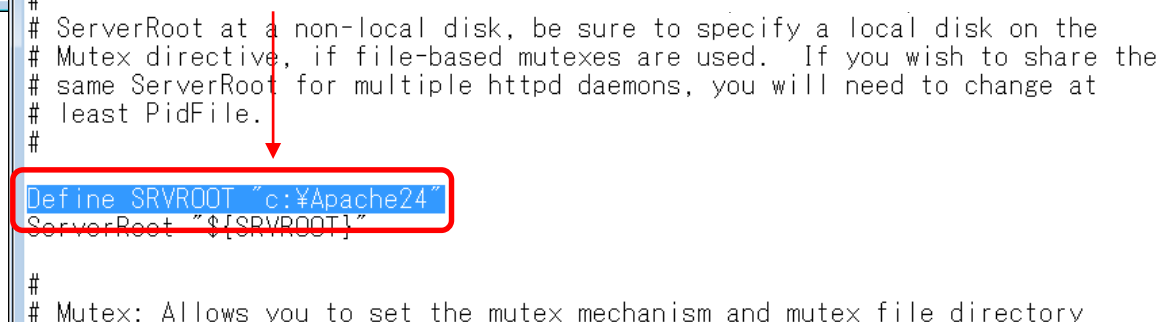 #
# ServerRoot at a non-local disk, be sure to specify a local disk on the
# Mutex directive, if file-based mutexes are used.  If you wish to share the
# same ServerRoot for multiple httpd daemons, you will need to change at
# least PidFile.
#
Define SRVROOT "c:¥Apache24"
ServerRoot "${SRVROOT}"
#
# Mutex: Allows you to set the mutex mechanism and mutex file directory